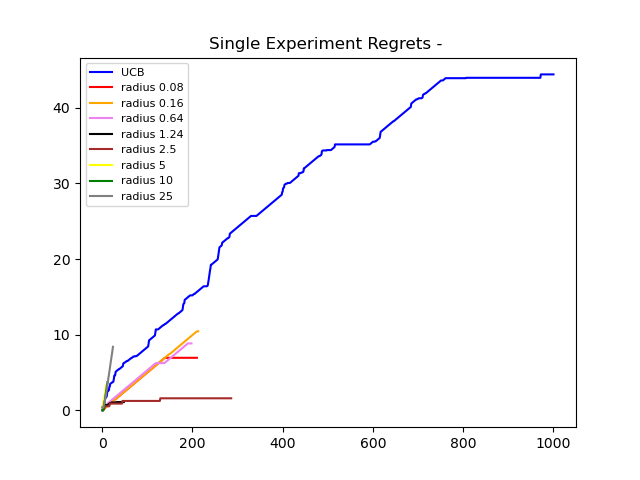 Single Experiment Regrets -
UCB
radius 0.08
radius 0.16
radius 0.64
radius 1.24
radius 2.5
radius 5
radius 10
radius 25
40
30
20
10
0
0 200 400 600 800 1000